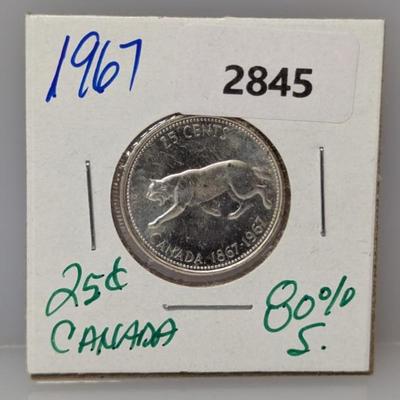 1967
2845
25 CENTS
CANADA 1867-1967
25¢
CANADA
80%
S.